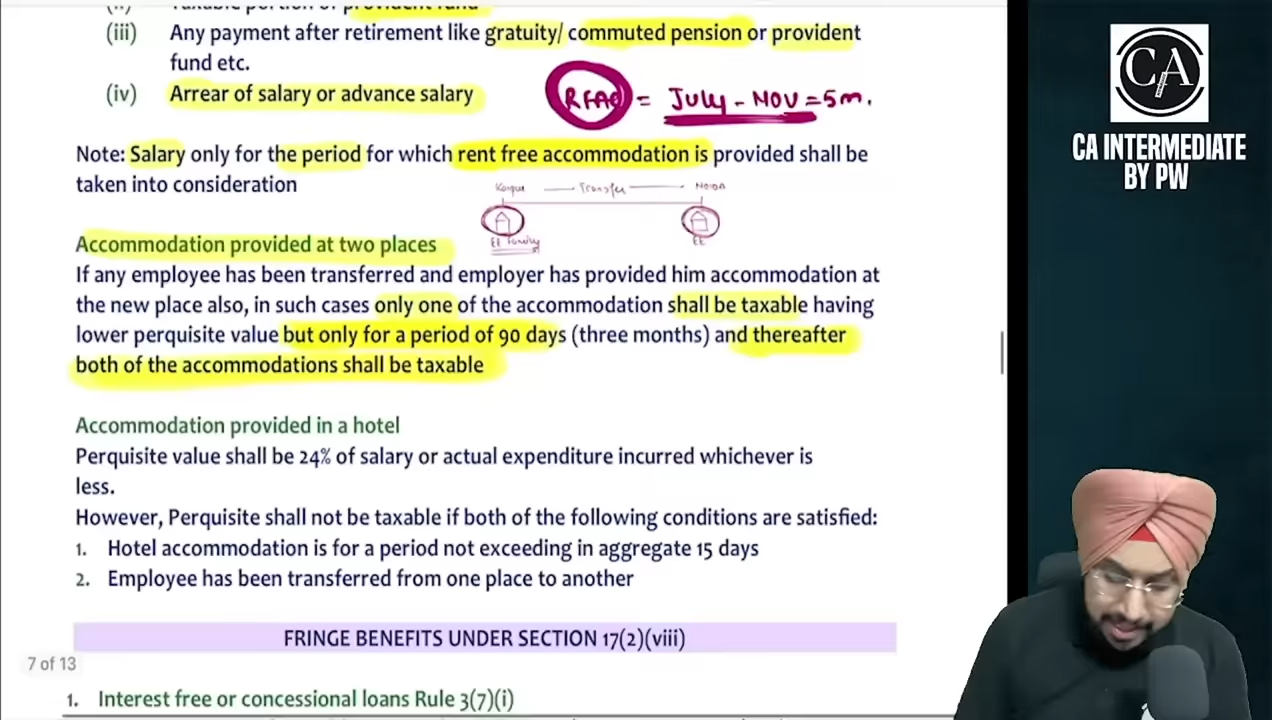 (ii) Taxable portion of provident fund
(iii) Any payment after retirement like gratuity/ commuted pension or provident
fund etc.
(iv) Arrear of salary or advance salary
= July - NOV = 5m.
Note: Salary only for the period for which rent free accommodation is provided shall be
taken into consideration
Transfer
Accommodation provided at two places
EE Family
EE
If any employee has been transferred and employer has provided him accommodation at
the new place also, in such cases only one of the accommodation shall be taxable having
lower perquisite value but only for a period of 90 days (three months) and thereafter
both of the accommodations shall be taxable
Accommodation provided in a hotel
Perquisite value shall be 24% of salary or actual expenditure incurred whichever is
less.
However, Perquisite shall not be taxable if both of the following conditions are satisfied:
1. Hotel accommodation is for a period not exceeding in aggregate 15 days
2. Employee has been transferred from one place to another
FRINGE BENEFITS UNDER SECTION 17(2)(viii)
7 of 13
1. Interest free or concessional loans Rule 3(7)(i)
CA
CA INTERMEDIATE
BY PW